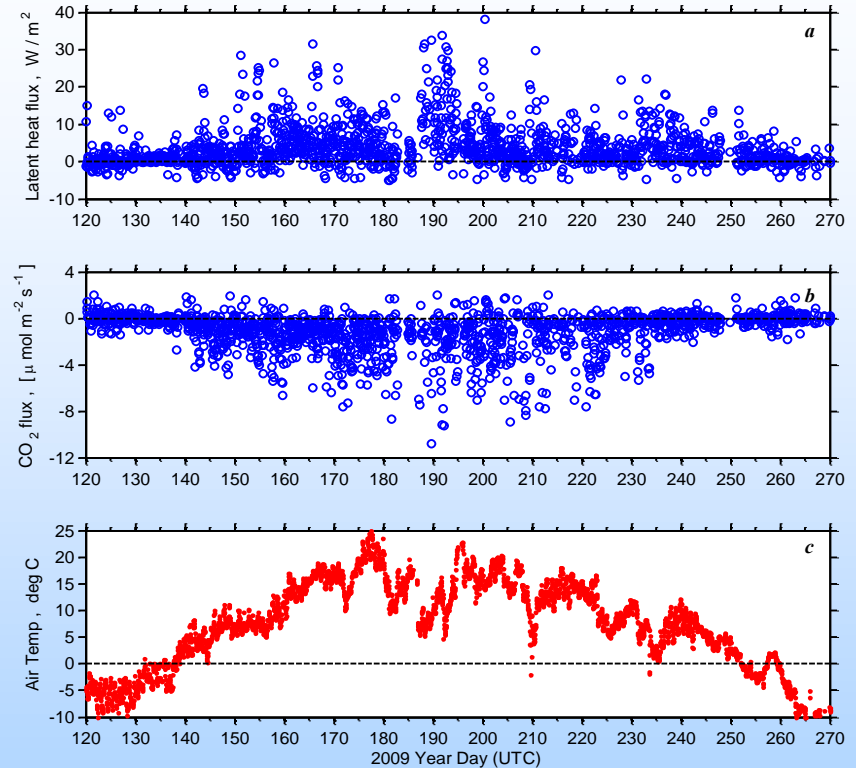 a
Latent heat flux , W / m²
40
30
20
10
0
-10
120 130 140 150 160 170 180 190 200 210 220 230 240 250 260 270
b
CO₂ flux , [ μ mol m⁻² s⁻¹ ]
4
0
-4
-8
-12
120 130 140 150 160 170 180 190 200 210 220 230 240 250 260 270
c
Air Temp , deg C
25
20
15
10
5
0
-5
-10
120 130 140 150 160 170 180 190 200 210 220 230 240 250 260 270
2009 Year Day (UTC)